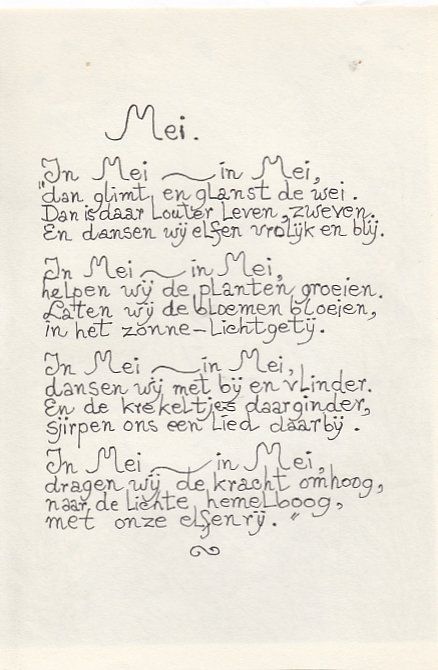 Mei.
In Mei ~ in Mei,
"dan glimt en glanst de wei.
Dan is daar Louter Leven, zweven.
En dansen wij elfen vrolijk en blij.
In Mei ~ in Mei,
helpen wij de planten groeien.
Laten wij de bloemen bloeien,
in het zonne-Lichtgetij.
In Mei ~ in Mei,
dansen wij met bij en vlinder.
En de krekeltjes daarginder,
sjirpen ons een Lied daarbij.
In Mei ~ in Mei,
dragen wij de kracht omhoog,
naar de Lichte hemelboog,
met onze elfenrij."